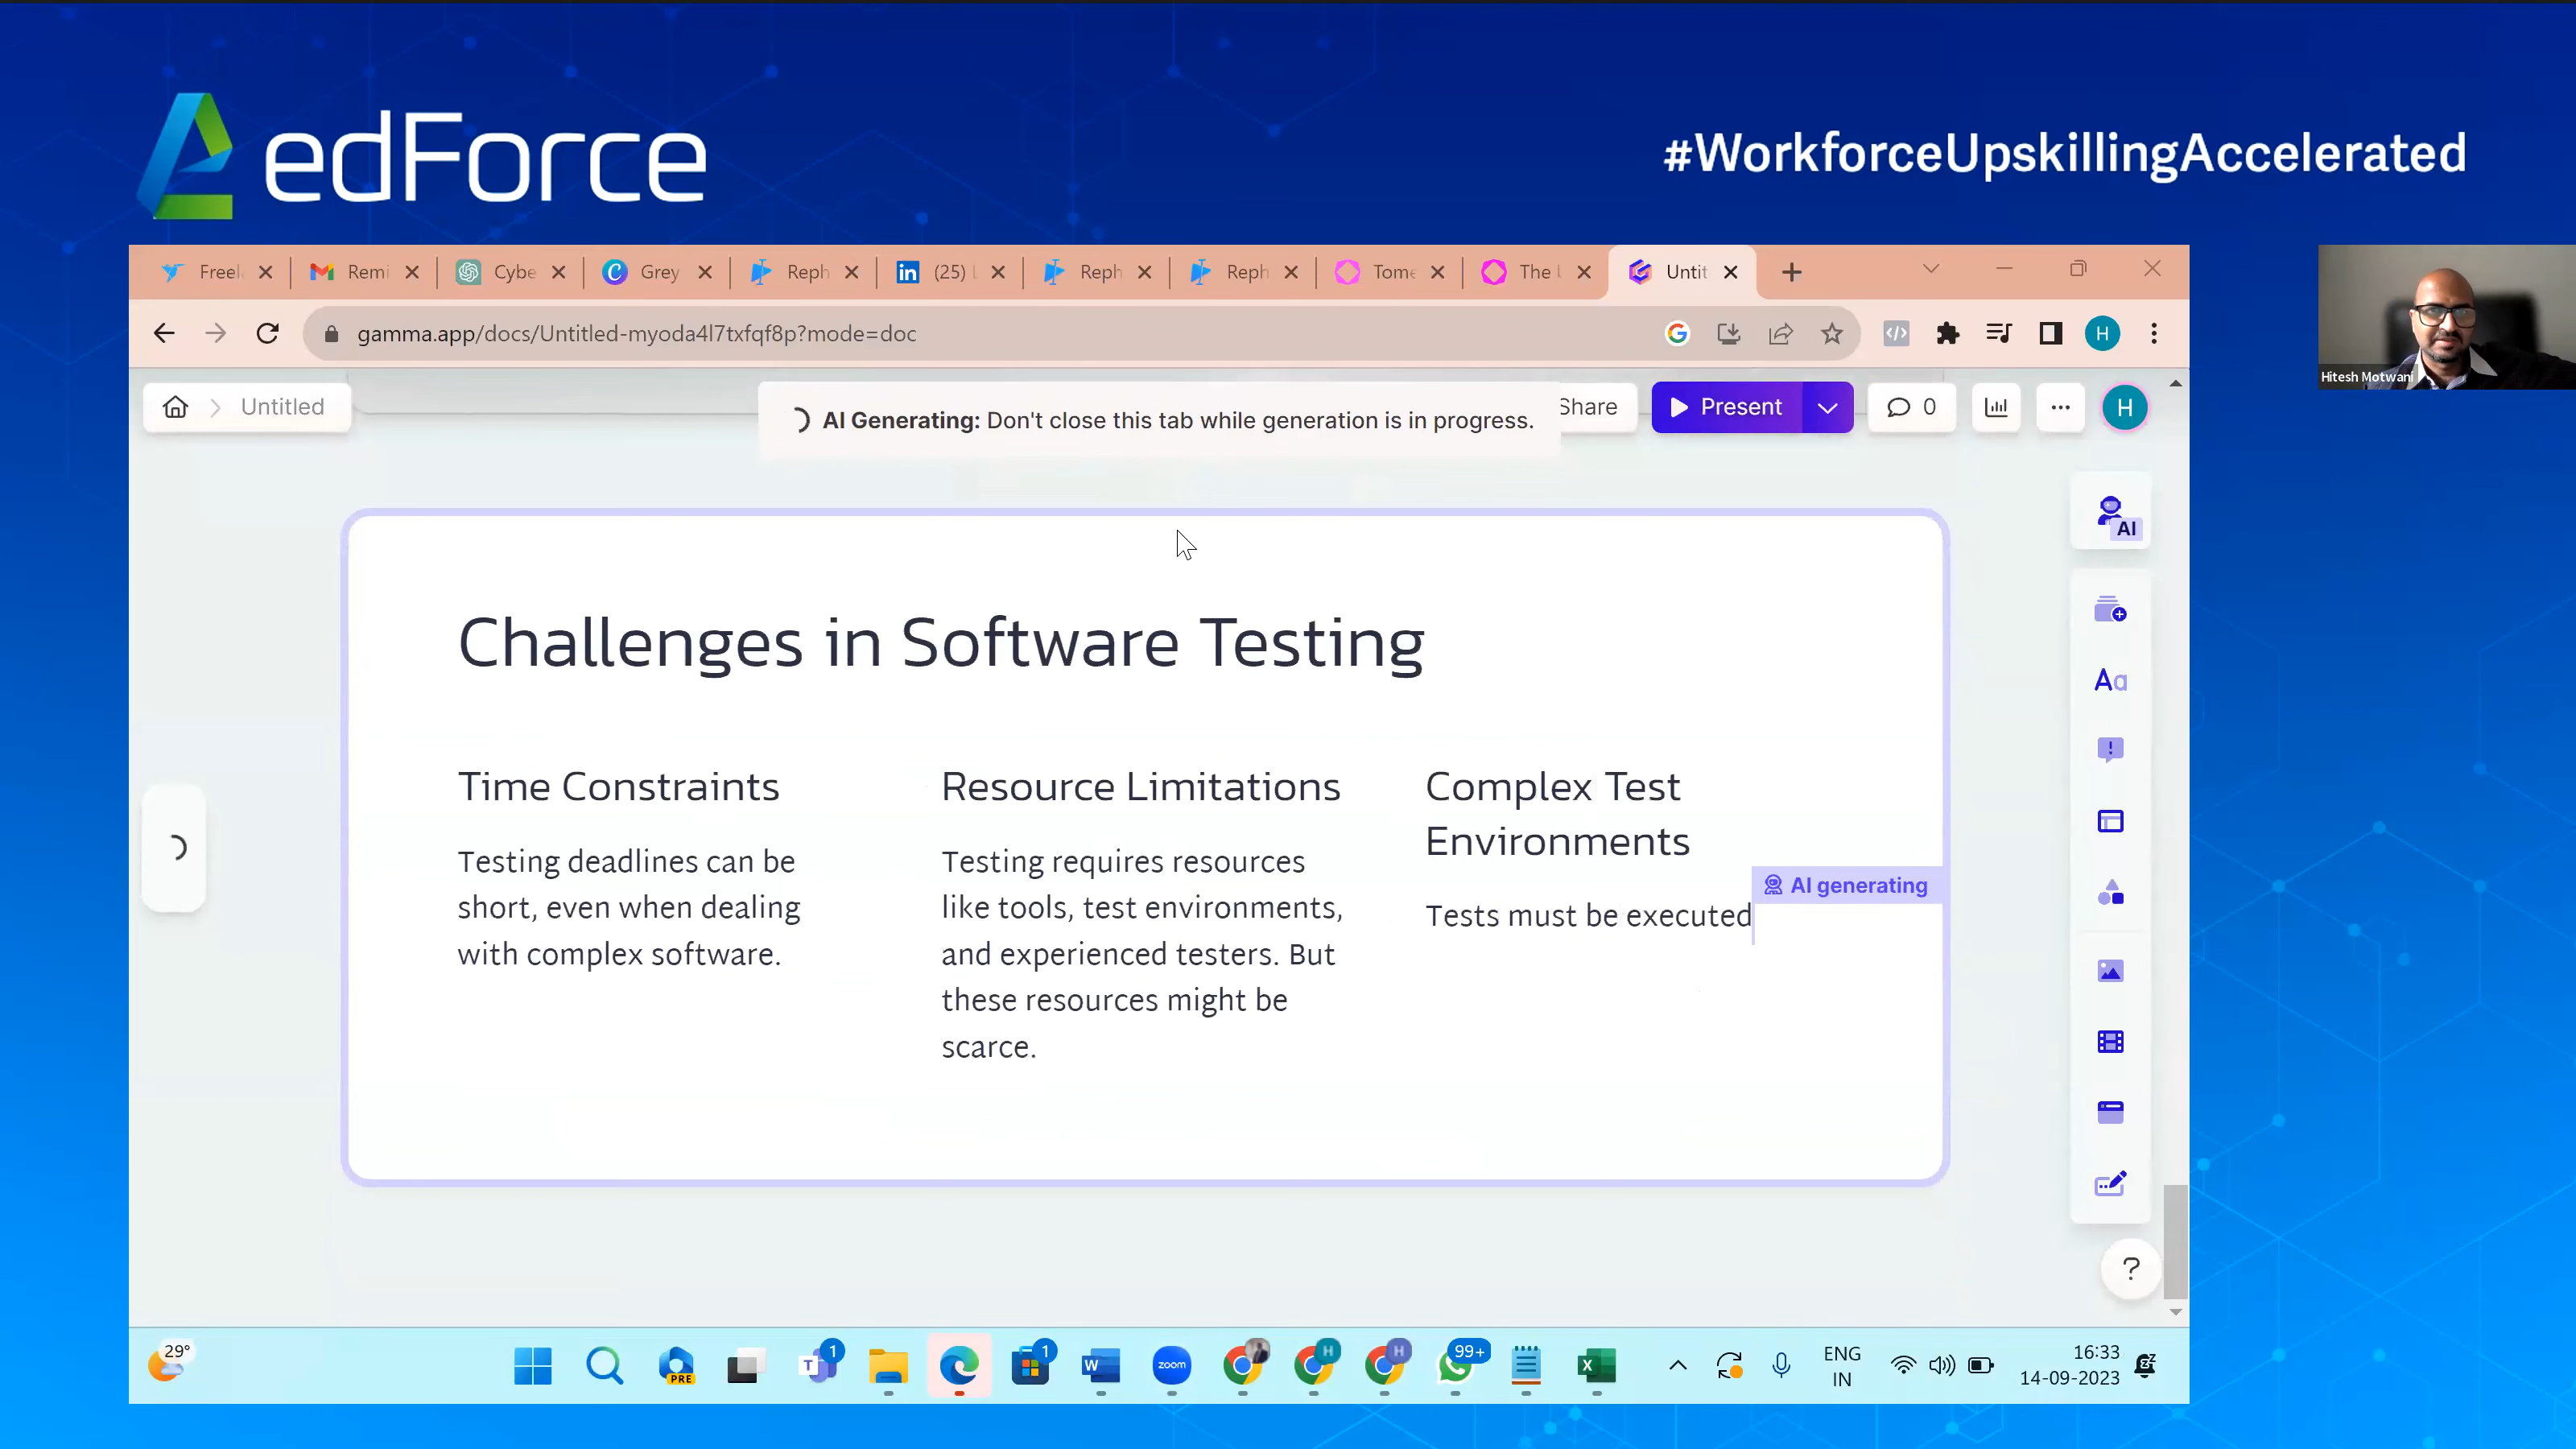 edForce
#WorkforceUpskillingAccelerated
Freel
Remi
Cybe
Grey
Reph
(25)
Reph
Reph
Tome
The
Untit
gamma.app/docs/Untitled-myoda4l7txfqf8p?mode=doc
H
Hitesh Motwani
Untitled
AI Generating: Don't close this tab while generation is in progress.
Share
Present
0
H
AI
Aa
Challenges in Software Testing
Time Constraints
Testing deadlines can be
short, even when dealing
with complex software.
Resource Limitations
Testing requires resources
like tools, test environments,
and experienced testers. But
these resources might be
scarce.
Complex Test
Environments
AI generating
Tests must be executed
?
29°
PRE
T
1
1
W
zoom
H
H
99+
X
ENG
IN
16:33
14-09-2023